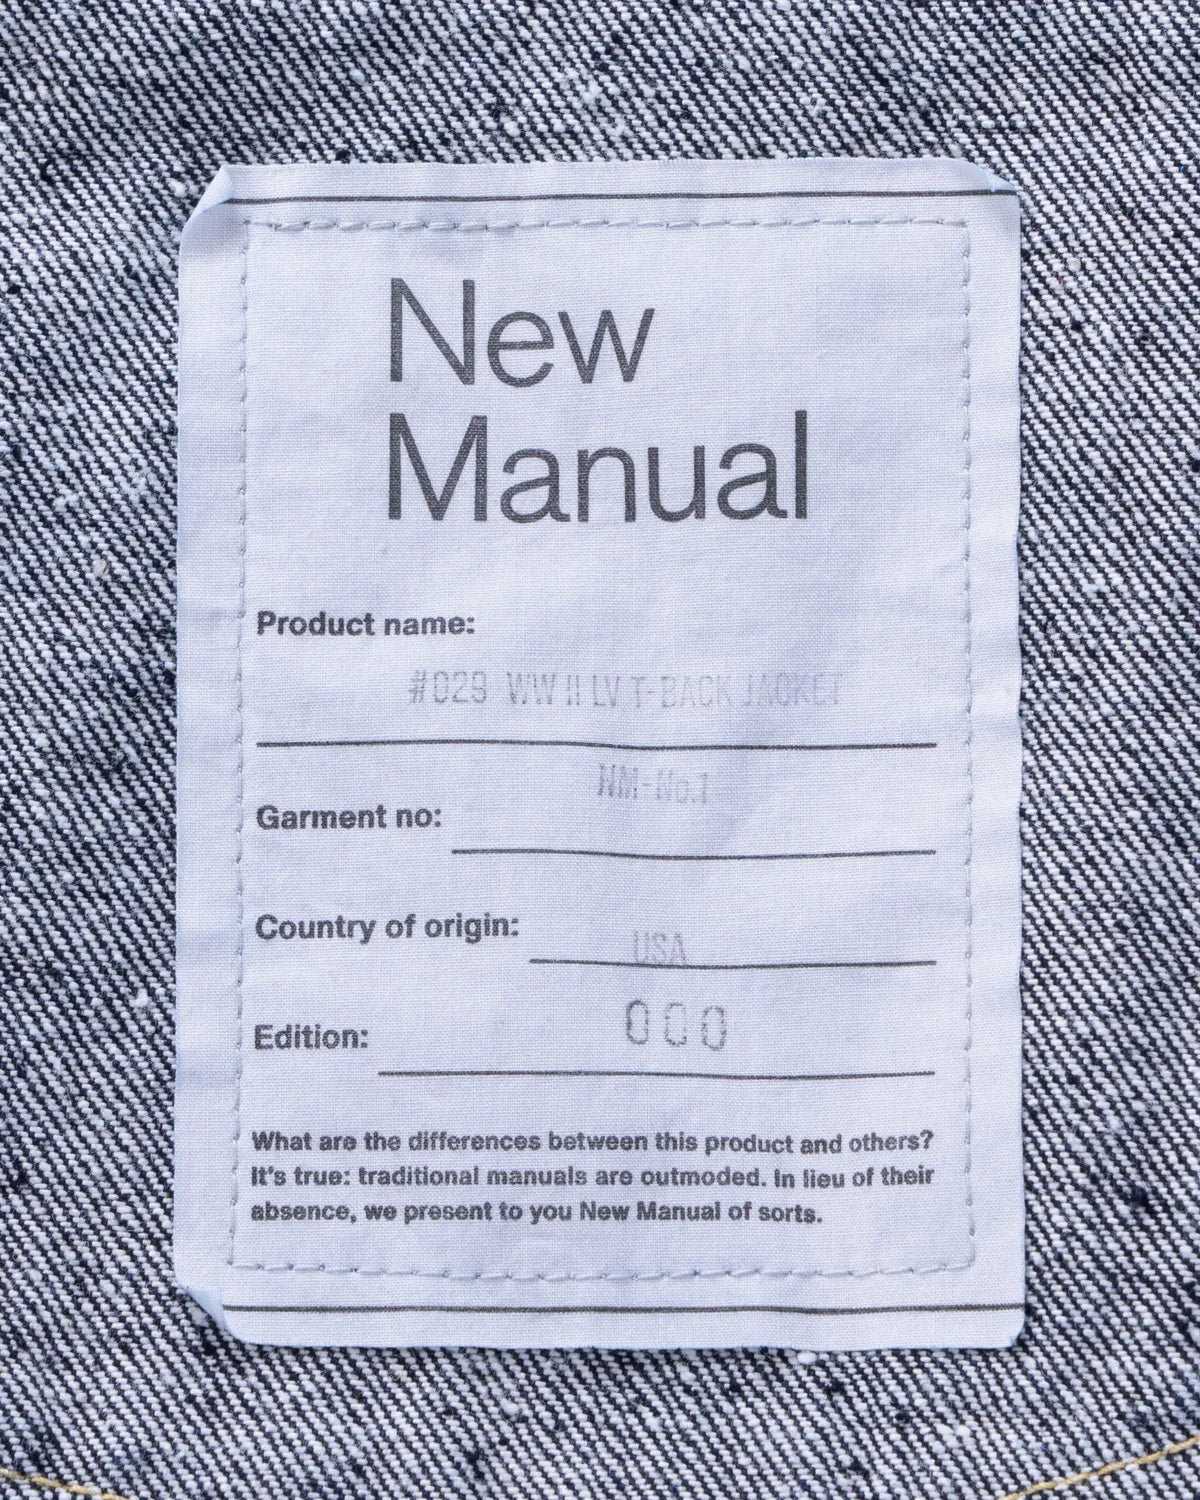 New
Manual
Product name:
#029 WW II LV T-BACK JACKET
NM-No.1
Garment no:
Country of origin:
USA
Edition:
000
What are the differences between this product and others?
It's true: traditional manuals are outmoded. In lieu of their
absence, we present to you New Manual of sorts.